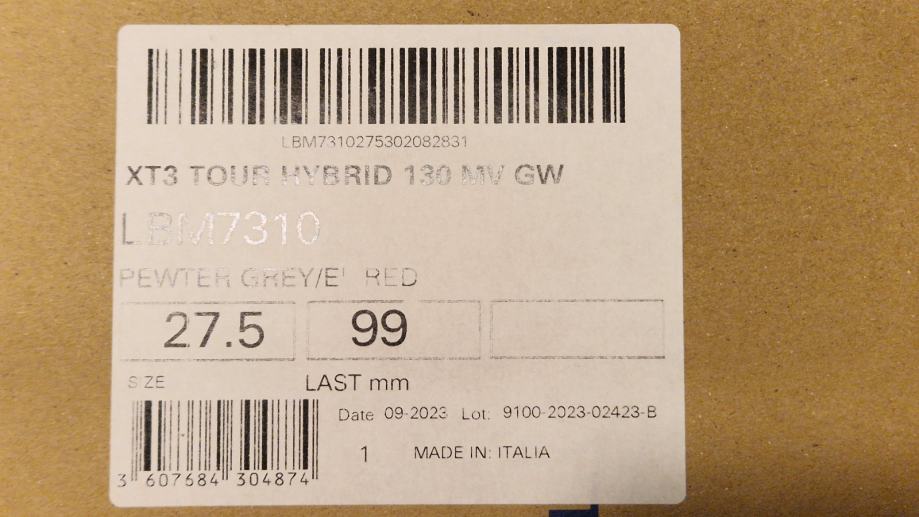 LBM7310275302082831
XT3 TOUR HYBRID 130 MV GW
LBM7310
PEWTER GREY/ RED
27.5 99
SIZE LAST mm
Date 09-2023 Lot: 9100-2023-02423-B
1 MADE IN: ITALIA
3 607684 304874